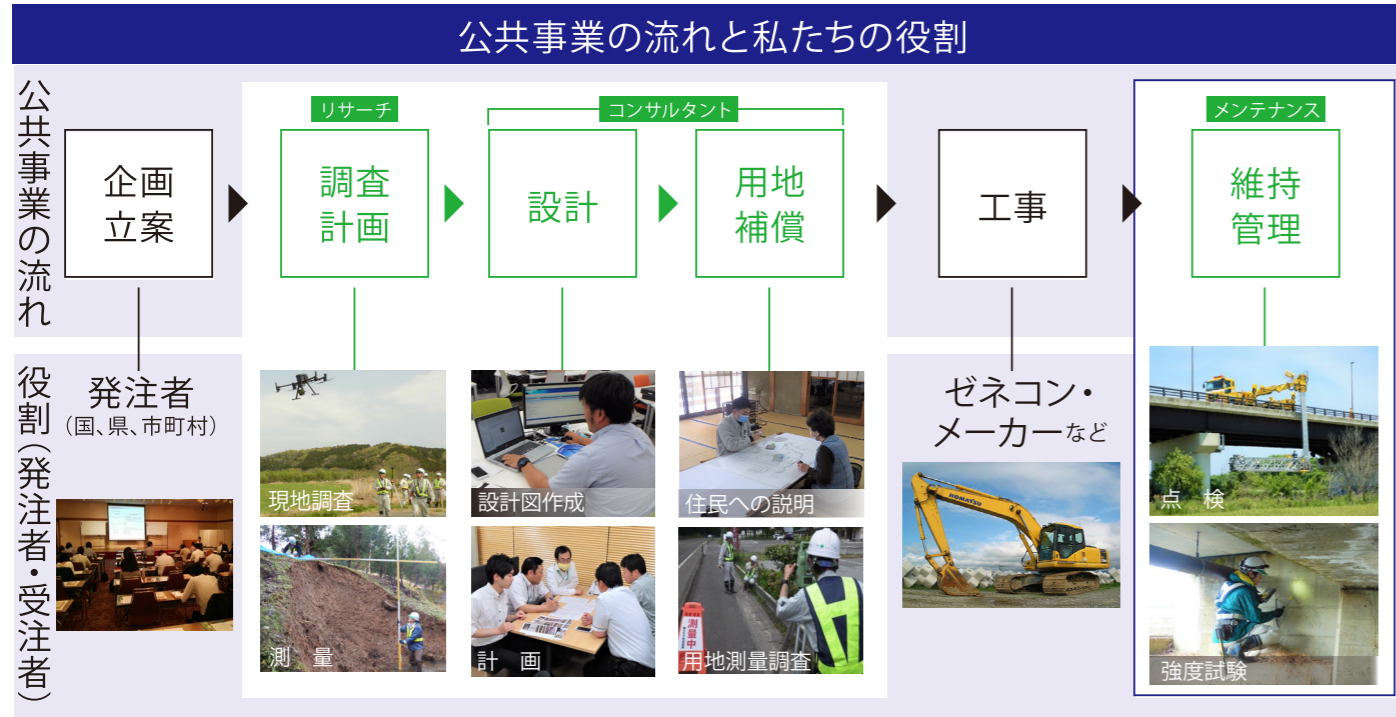 公共事業の流れと私たちの役割
公共事業の流れ
リサーチ
コンサルタント
メンテナンス
企画
立案
調査
計画
設計
用地
補償
工事
維持
管理
役割(発注者・受注者)
発注者
(国、県、市町村)
現地調査
測 量
設計図作成
計 画
住民への説明
測量中
用地測量調査
ゼネコン・
メーカーなど
KOMATSU
点 検
強度試験